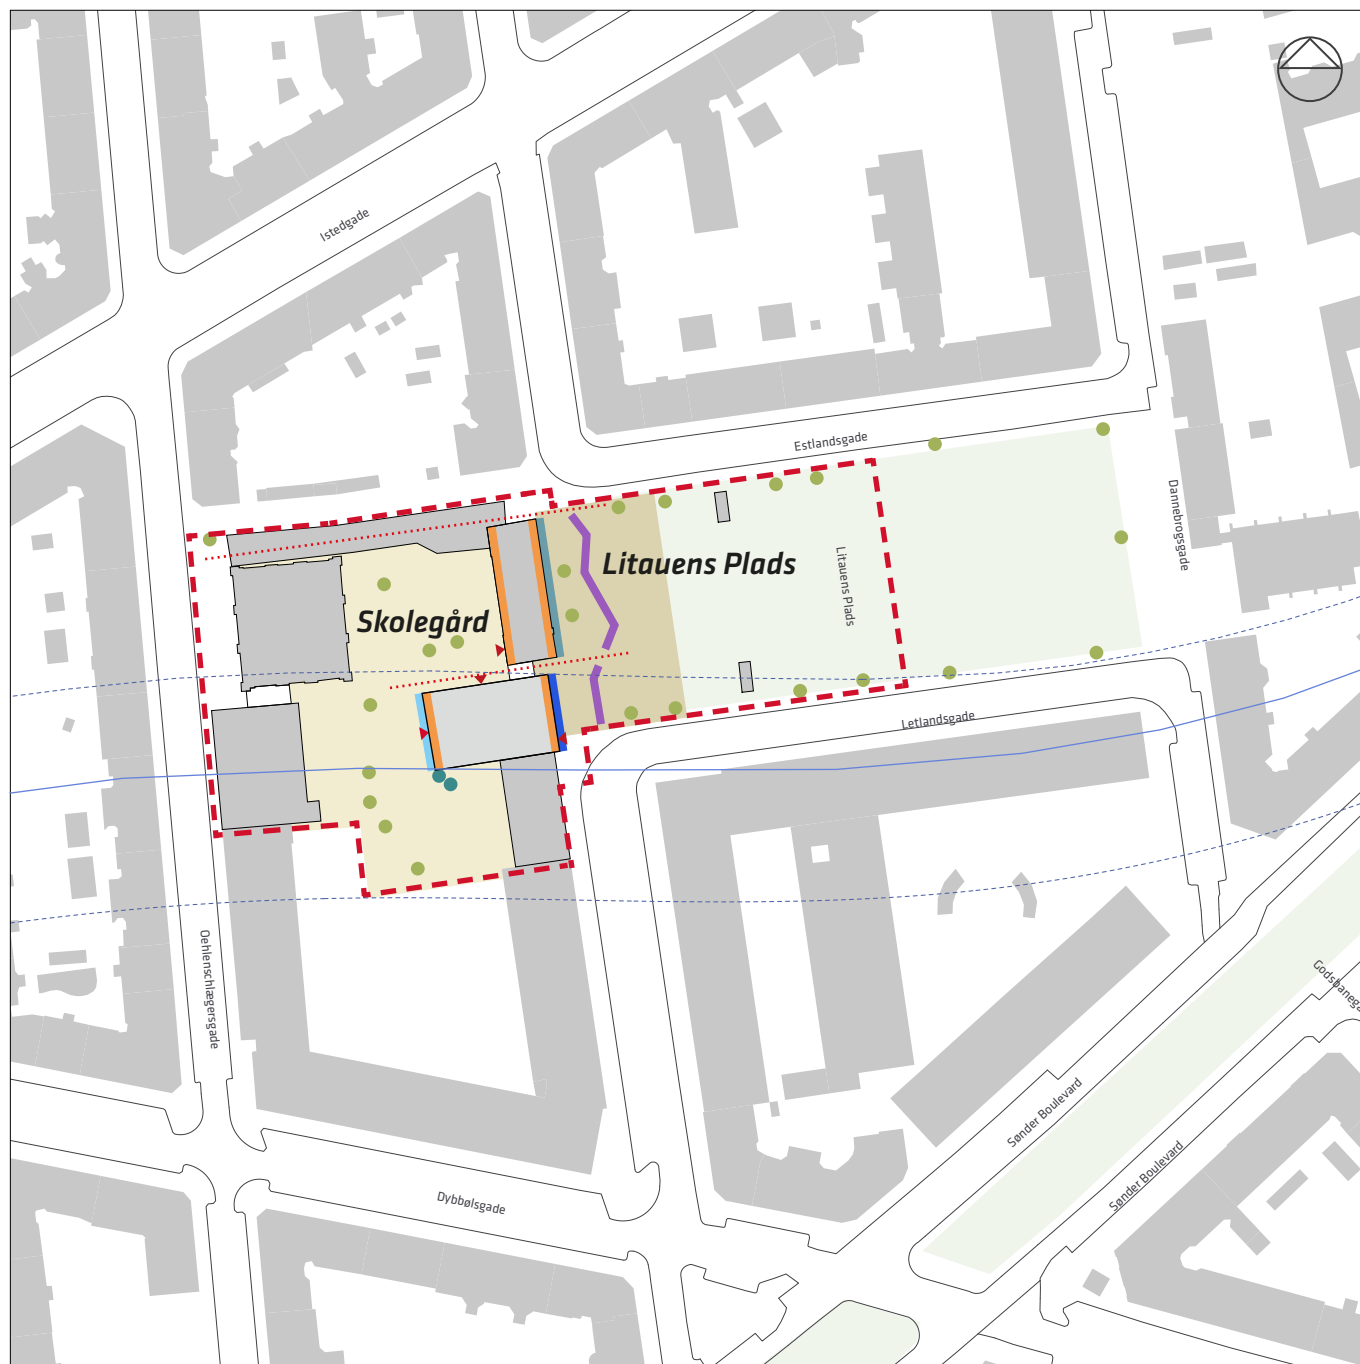 Istedgade
Estlandsgade
Dannebrogsgade
Litauens Plads
Litauens Plads
Skolegård
Letlandsgade
Oehlenschlægersgade
Sønder Boulevard
Sønder Boulevard
Dybbølsgade